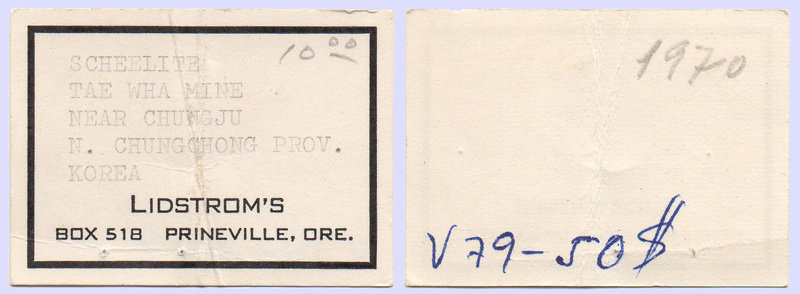 10.00
SCHEELITE
TAE WHA MINE
NEAR CHUNGJU
N. CHUNGCHONG PROV.
KOREA
LIDSTROM'S
BOX 518 PRINEVILLE, ORE.
1970
V79-50$